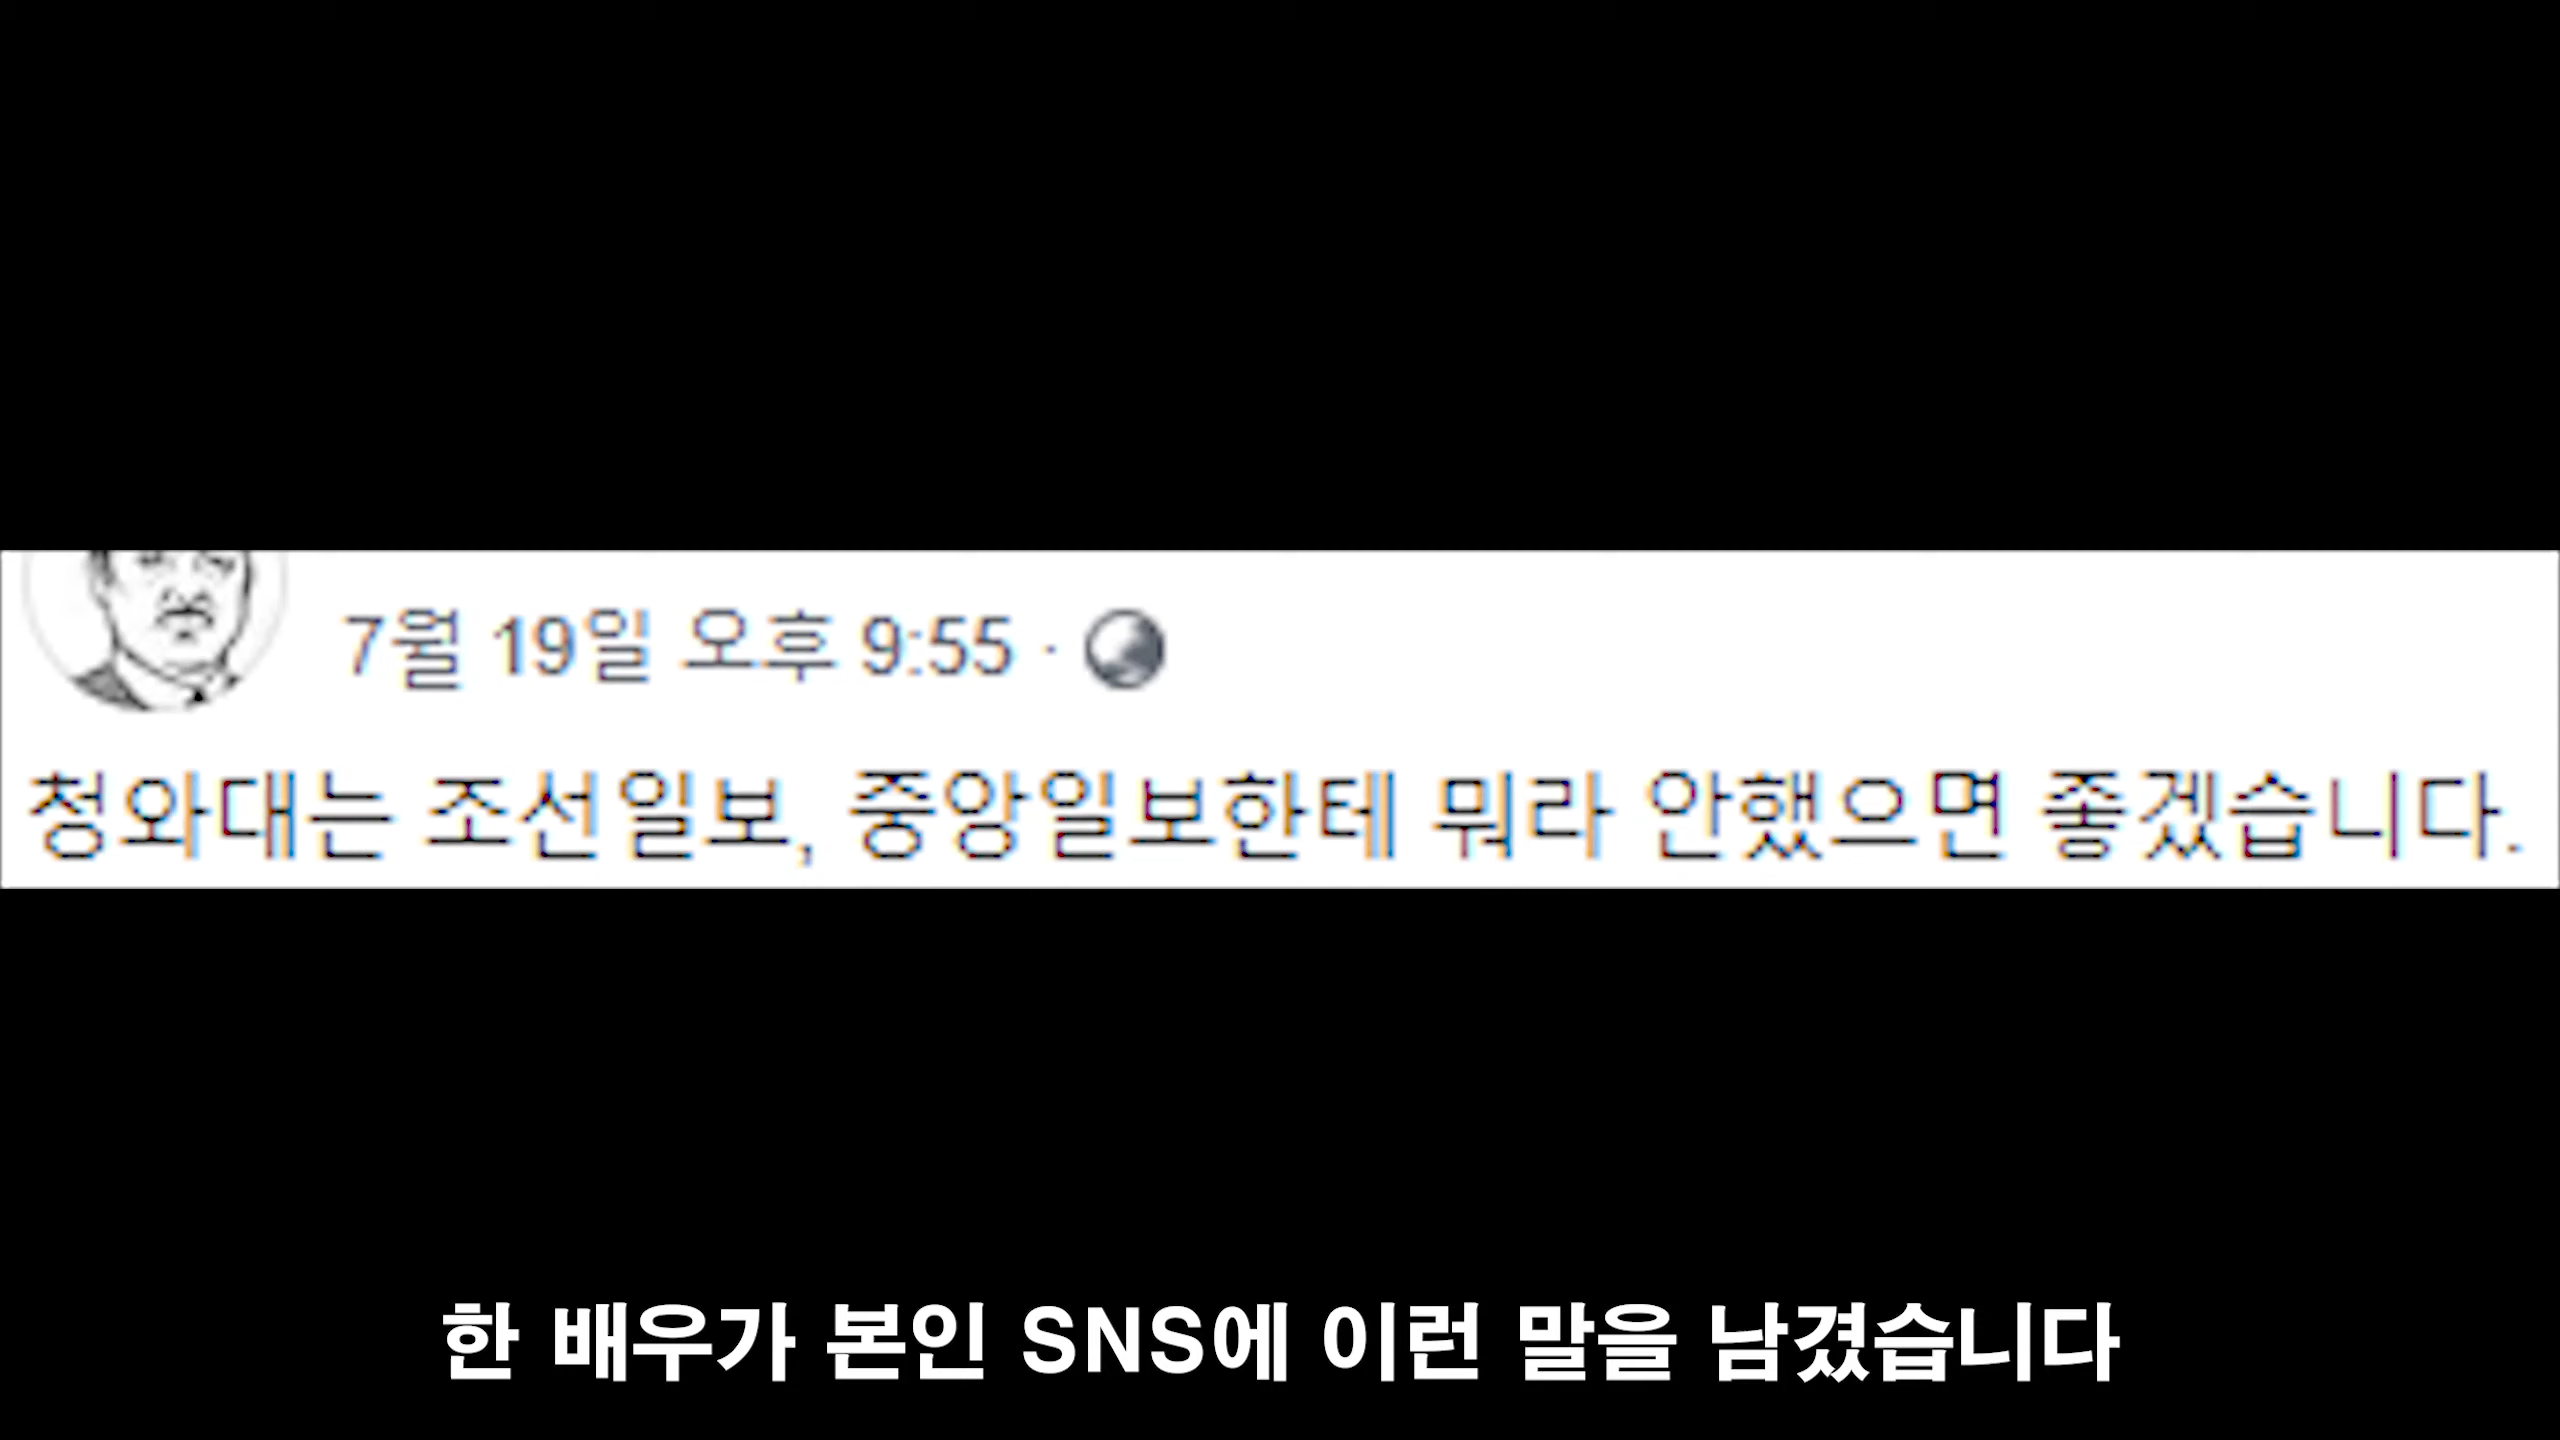 7월 19일 오후 9:55 ·
청와대는 조선일보, 중앙일보한테 뭐라 안했으면 좋겠습니다.
한 배우가 본인 SNS에 이런 말을 남겼습니다